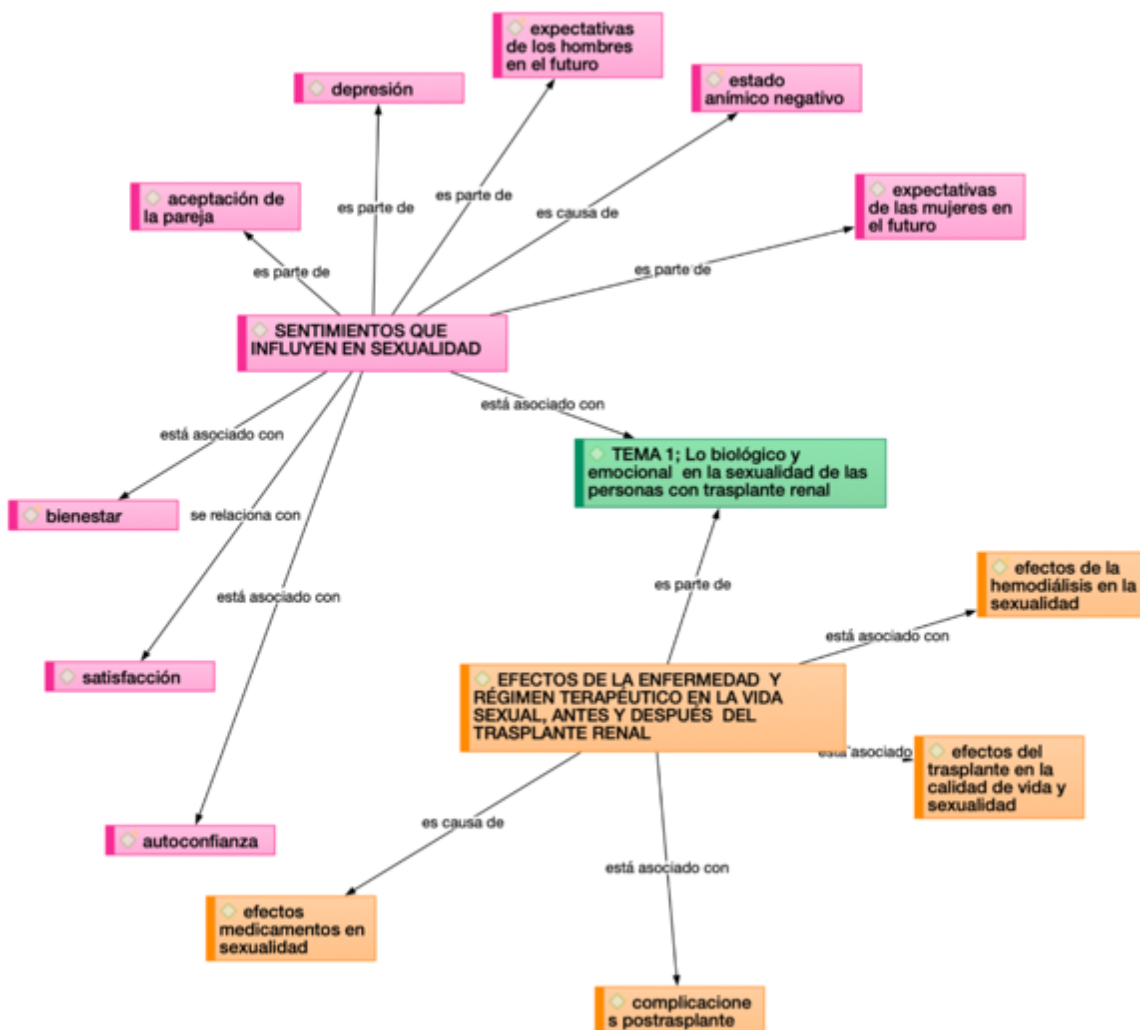 expectativas
de los hombres
en el futuro
estado
anímico negativo
depresión
aceptación de
la pareja
expectativas
de las mujeres en
el futuro
es parte de
es parte de
es parte de
es causa de
es parte de
SENTIMIENTOS QUE
INFLUYEN EN SEXUALIDAD
está asociado con
está asociado con
TEMA 1; Lo biológico y
emocional en la sexualidad de las
personas con trasplante renal
bienestar
se relaciona con
está asociado con
es parte de
efectos de la
hemodiálisis en la
sexualidad
está asociado con
satisfacción
EFECTOS DE LA ENFERMEDAD Y
RÉGIMEN TERAPÉUTICO EN LA VIDA
SEXUAL, ANTES Y DESPUÉS DEL
TRASPLANTE RENAL
está asociado
efectos del
trasplante en la
calidad de vida y
sexualidad
autoconfianza
es causa de
está asociado con
efectos
medicamentos en
sexualidad
complicacione
s postrasplante